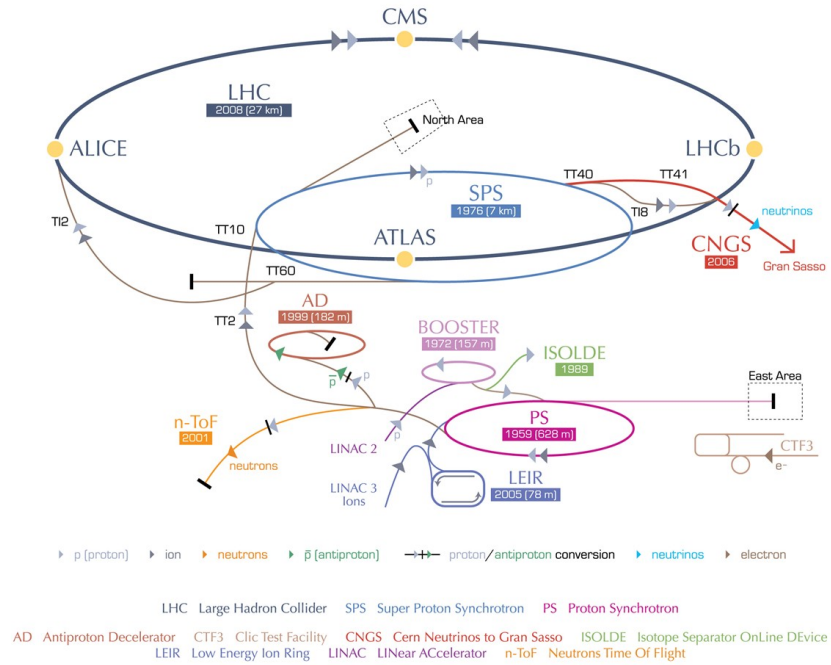 CMS
LHC
2008 (27 km)
North Area
ALICE
LHCb
TT40
TT41
SPS
p
1976 (7 km)
TI8
neutrinos
TI2
TT10
ATLAS
CNGS
2006
Gran Sasso
TT60
AD
1999 (182 m)
TT2
BOOSTER
1972 (157 m)
ISOLDE
1989
p̅
p
East Area
n-ToF
2001
PS
1959 (628 m)
p
LINAC 2
neutrons
CTF3
e-
LEIR
2005 (78 m)
LINAC 3
Ions
p (proton) ion neutrons p̅ (antiproton) proton/antiproton conversion neutrinos electron
LHC Large Hadron Collider SPS Super Proton Synchrotron PS Proton Synchrotron
AD Antiproton Decelerator CTF3 Clic Test Facility CNGS Cern Neutrinos to Gran Sasso ISOLDE Isotope Separator OnLine DEvice
LEIR Low Energy Ion Ring LINAC LINear ACcelerator n-ToF Neutrons Time Of Flight